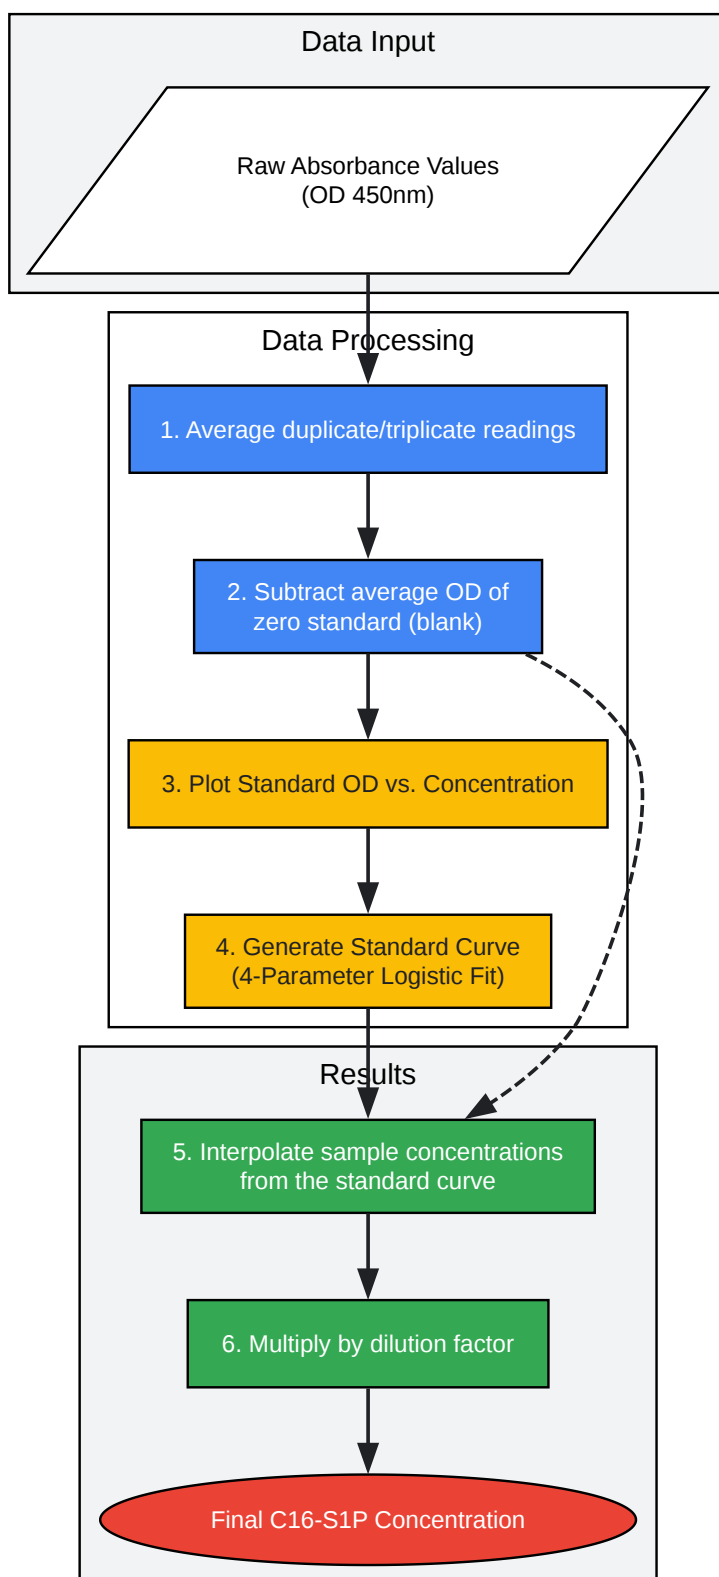 Data Input
Raw Absorbance Values
(OD 450nm)
Data Processing
1. Average duplicate/triplicate readings
2. Subtract average OD of
zero standard (blank)
3. Plot Standard OD vs. Concentration
4. Generate Standard Curve
(4-Parameter Logistic Fit)
Results
5. Interpolate sample concentrations
from the standard curve
6. Multiply by dilution factor
Final C16-S1P Concentration